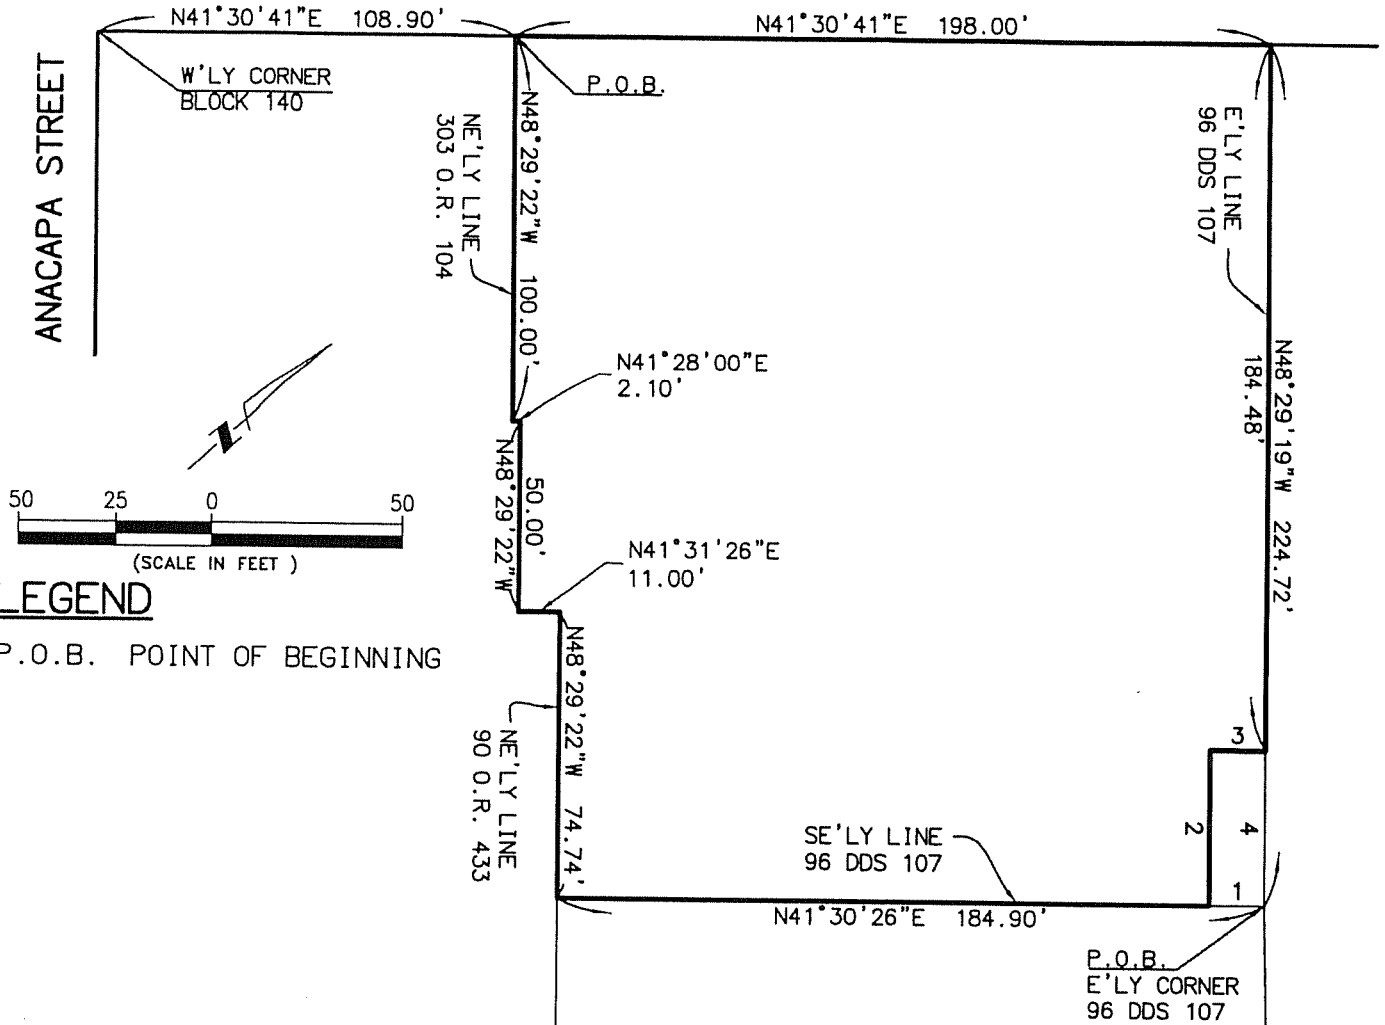 N41°30'41"E 108.90'
N41°30'41"E 198.00'
W'LY CORNER
BLOCK 140
P.O.B.
ANACAPA STREET
NE'LY LINE
303 O.R. 104
N48°29'22"W 100.00'
E'LY LINE
96 DDS 107
N41°28'00"E
2.10'
N48°29'19"W 224.72'
184.48'
50 25 0 50
(SCALE IN FEET )
50.00'
N48°29'22"W
N41°31'26"E
11.00'
LEGEND
P.O.B. POINT OF BEGINNING
N48°29'22"W 74.74'
NE'LY LINE
90 O.R. 433
3
2
4
1
SE'LY LINE
96 DDS 107
N41°30'26"E 184.90'
P.O.B.
E'LY CORNER
96 DDS 107